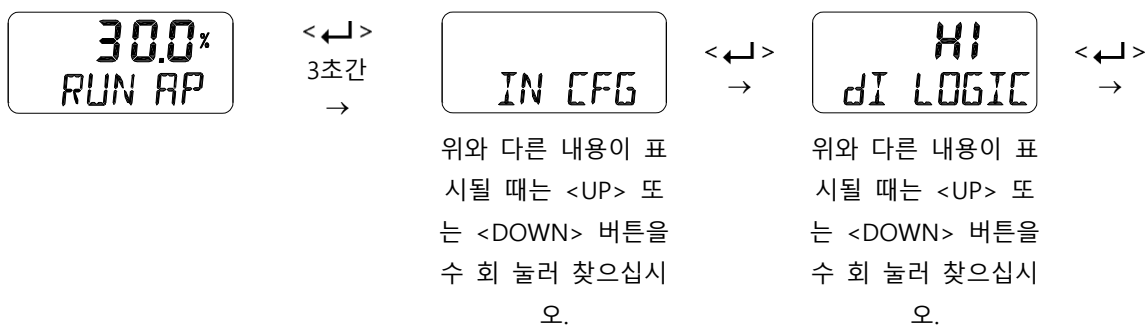 30.0%
RUN AP
<↵>
3초간
→
IN CFG
<↵>
→
HI
dI LOGIC
<↵>
→
위와 다른 내용이 표
시될 때는 <UP> 또
는 <DOWN> 버튼을
수 회 눌러 찾으십시
오.
위와 다른 내용이 표
시될 때는 <UP> 또
는 <DOWN> 버튼을
수 회 눌러 찾으십시
오.